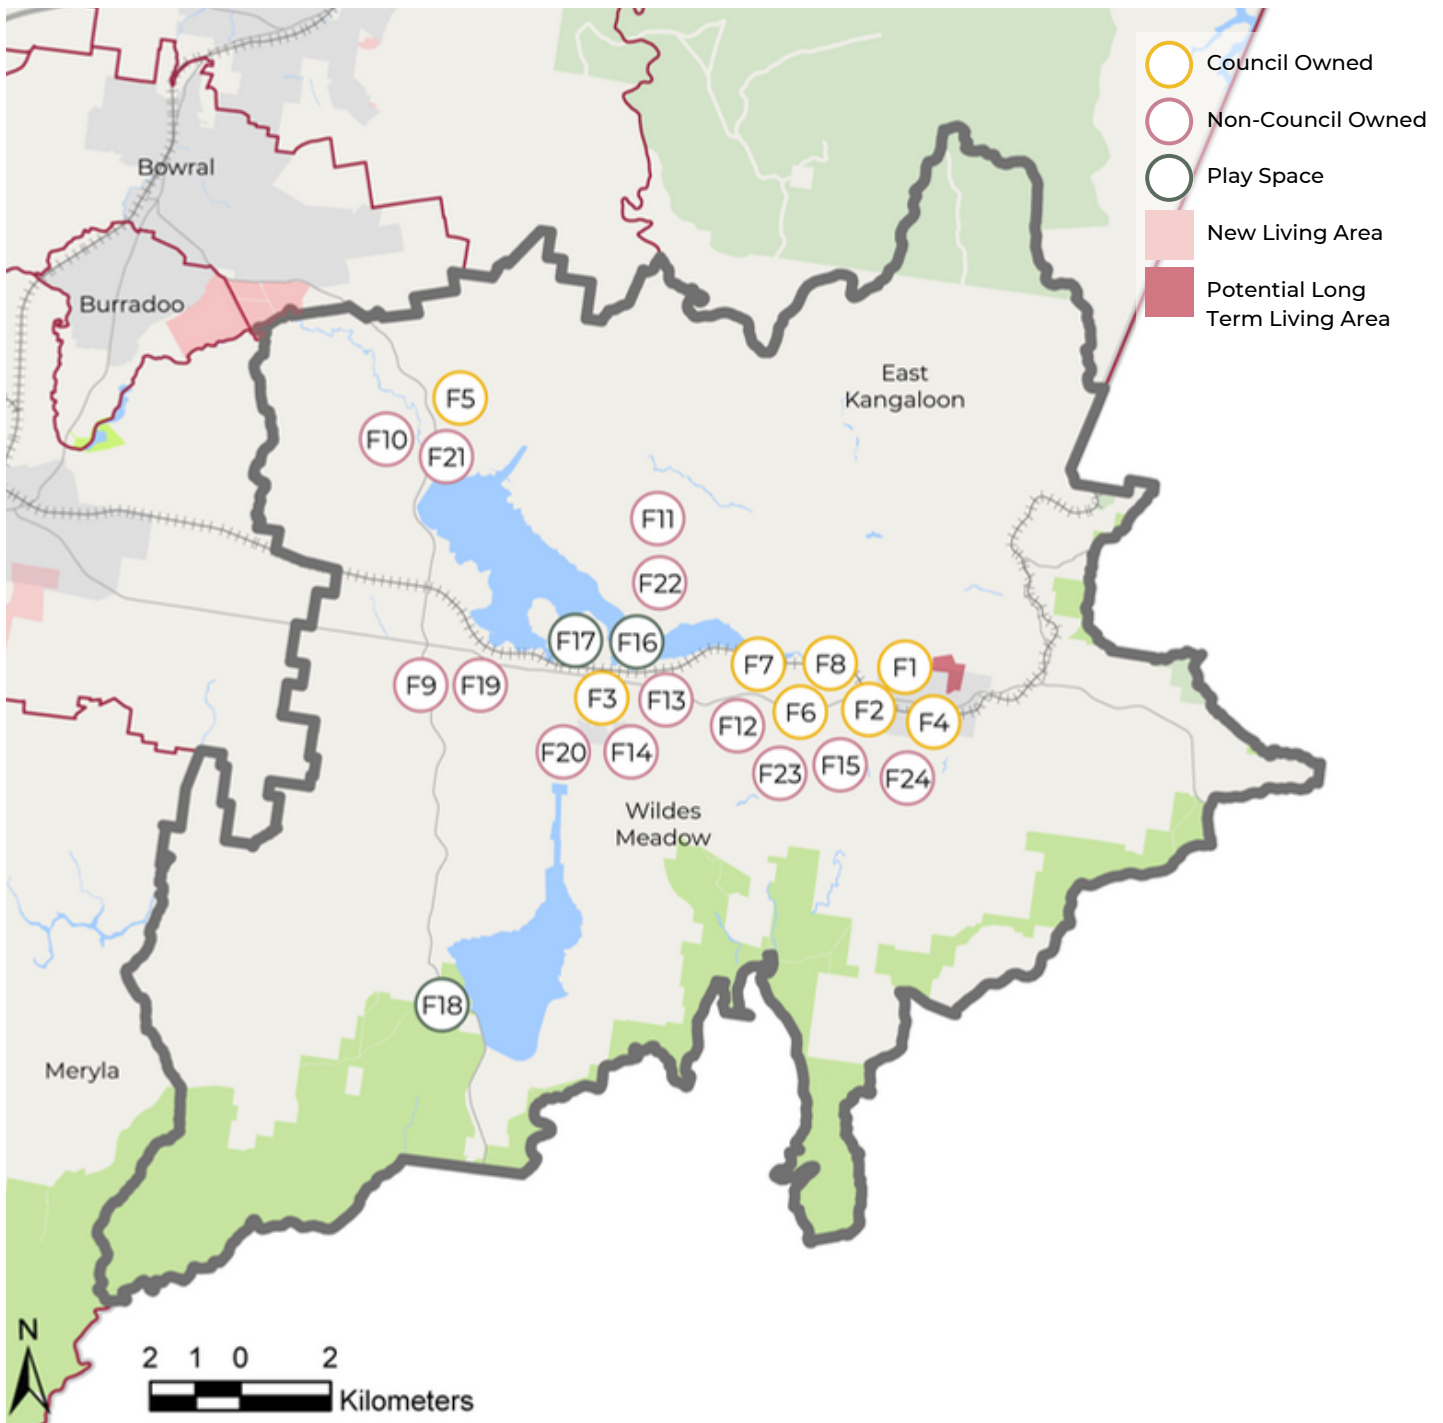 Council Owned
Non-Council Owned
Play Space
New Living Area
Potential Long
Term Living Area
Bowral
Burradoo
East
Kangaloon
F5
F10
F21
F11
F22
F17
F16
F7
F8
F1
F9
F19
F3
F13
F12
F6
F2
F4
F20
F14
F23
F15
F24
Wildes
Meadow
F18
Meryla
N
2 1 0 2
Kilometers